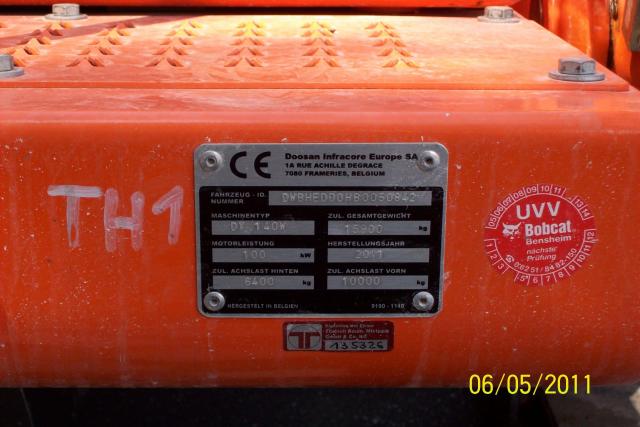 TH1
CE
Doosan Infracore Europe SA
1A RUE ACHILLE DEGRACE
7080 FRAMERIES, BELGIUM
FAHRZEUG - ID. NUMMER
MASCHINENTYP
DX 140W
ZUL. GESAMTGEWICHT
15900 kg
MOTORLEISTUNG
100 kW
HERSTELLUNGSJAHR
2011
ZUL. ACHSLAST HINTEN
6400 kg
ZUL. ACHSLAST VORN
10000 kg
HERGESTELLT IN BELGIEN
9190 - 1140
UVV
Bobcat
Bensheim
nächste
Prüfung
135326
06/05/2011